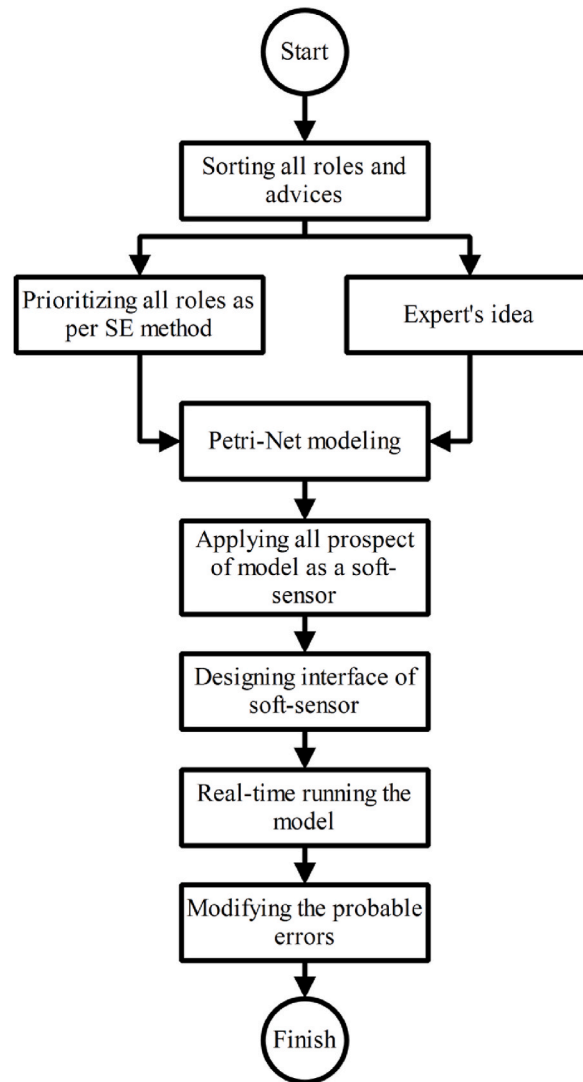 Start
Sorting all roles and
advices
Prioritizing all roles as
per SE method
Expert's idea
Petri-Net modeling
Applying all prospect
of model as a soft-
sensor
Designing interface of
soft-sensor
Real-time running the
model
Modifying the probable
errors
Finish